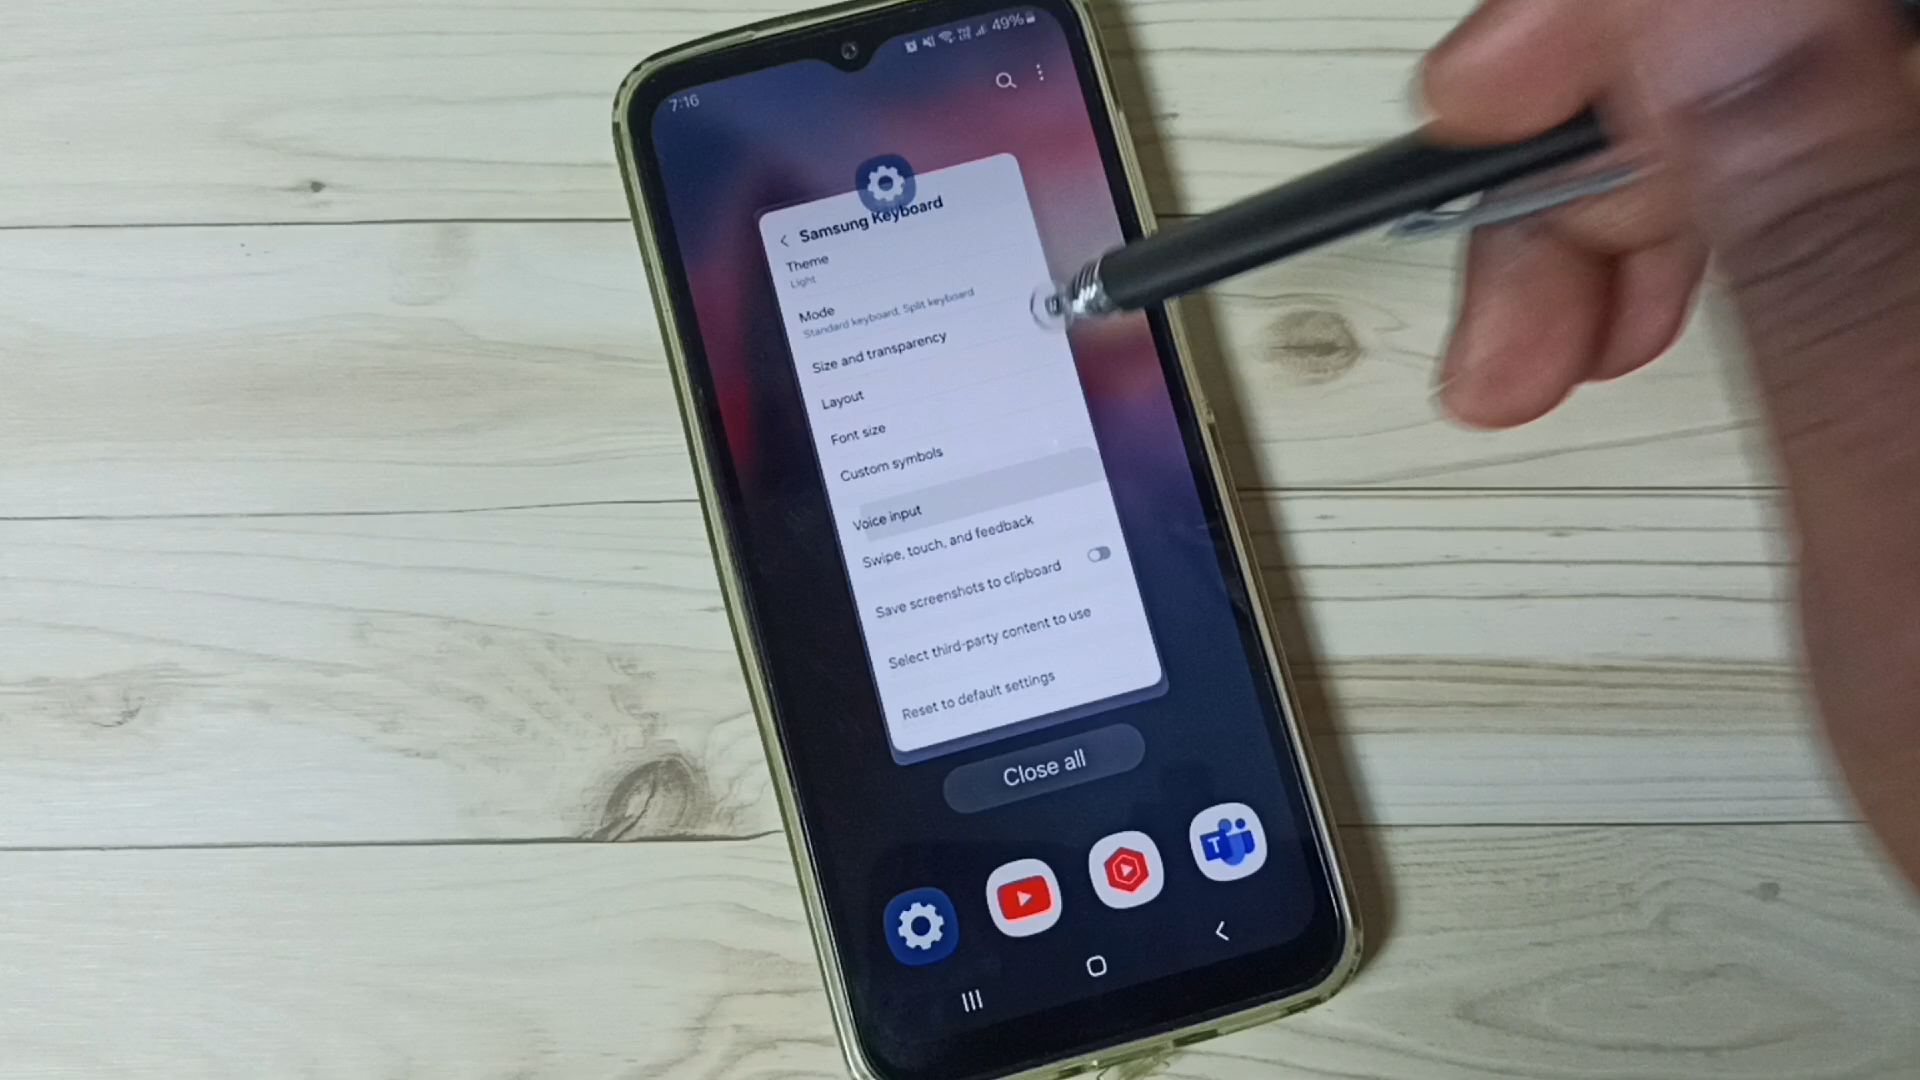 7:16
49%
Samsung Keyboard
Theme
Light
Mode
Standard keyboard, Split keyboard
Size and transparency
Layout
Font size
Custom symbols
Voice input
Swipe, touch, and feedback
Save screenshots to clipboard
Select third-party content to use
Reset to default settings
Close all
T